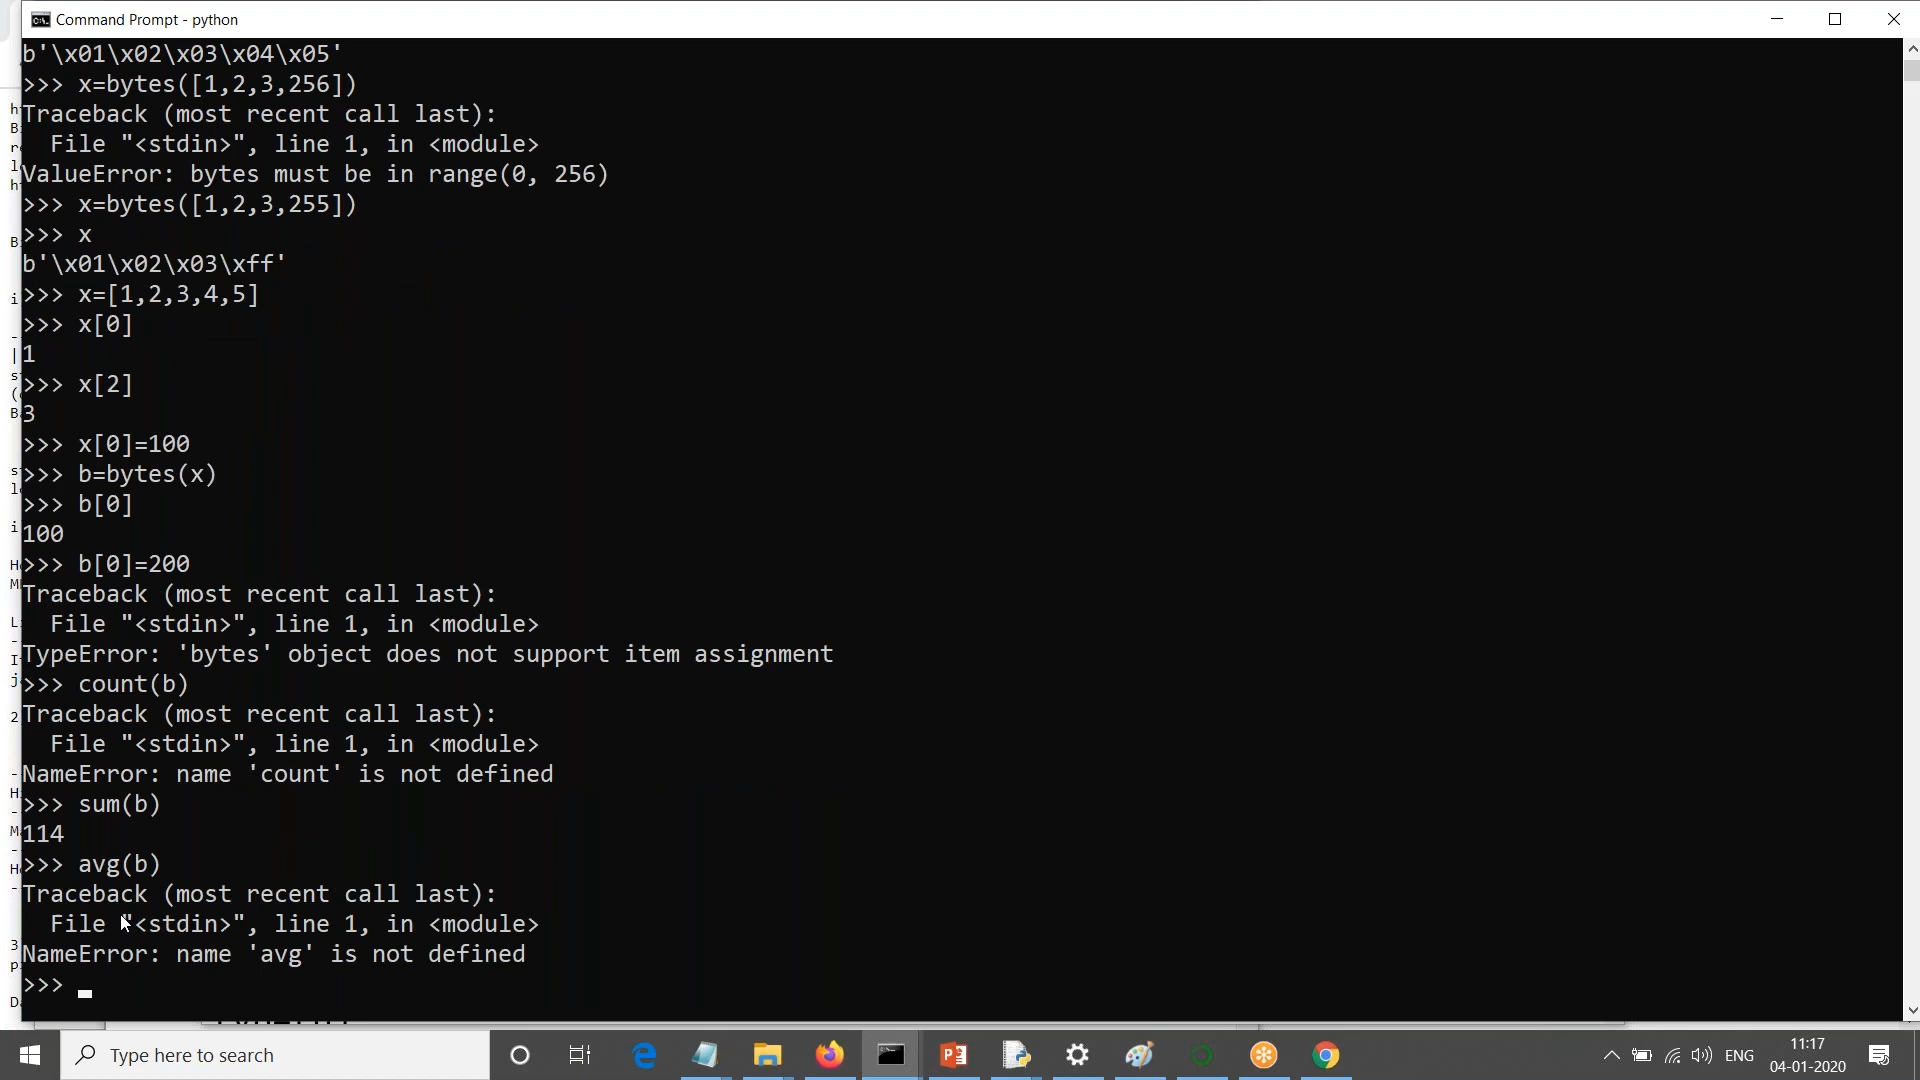 Command Prompt - python
b'\x01\x02\x03\x04\x05'
>>> x=bytes([1,2,3,256])
Traceback (most recent call last):
  File "<stdin>", line 1, in <module>
ValueError: bytes must be in range(0, 256)
>>> x=bytes([1,2,3,255])
>>> x
b'\x01\x02\x03\xff'
>>> x=[1,2,3,4,5]
>>> x[0]
1
>>> x[2]
3
>>> x[0]=100
>>> b=bytes(x)
>>> b[0]
100
>>> b[0]=200
Traceback (most recent call last):
  File "<stdin>", line 1, in <module>
TypeError: 'bytes' object does not support item assignment
>>> count(b)
Traceback (most recent call last):
  File "<stdin>", line 1, in <module>
NameError: name 'count' is not defined
>>> sum(b)
114
>>> avg(b)
Traceback (most recent call last):
  File "<stdin>", line 1, in <module>
NameError: name 'avg' is not defined
>>>
Type here to search
ENG
11:17
04-01-2020